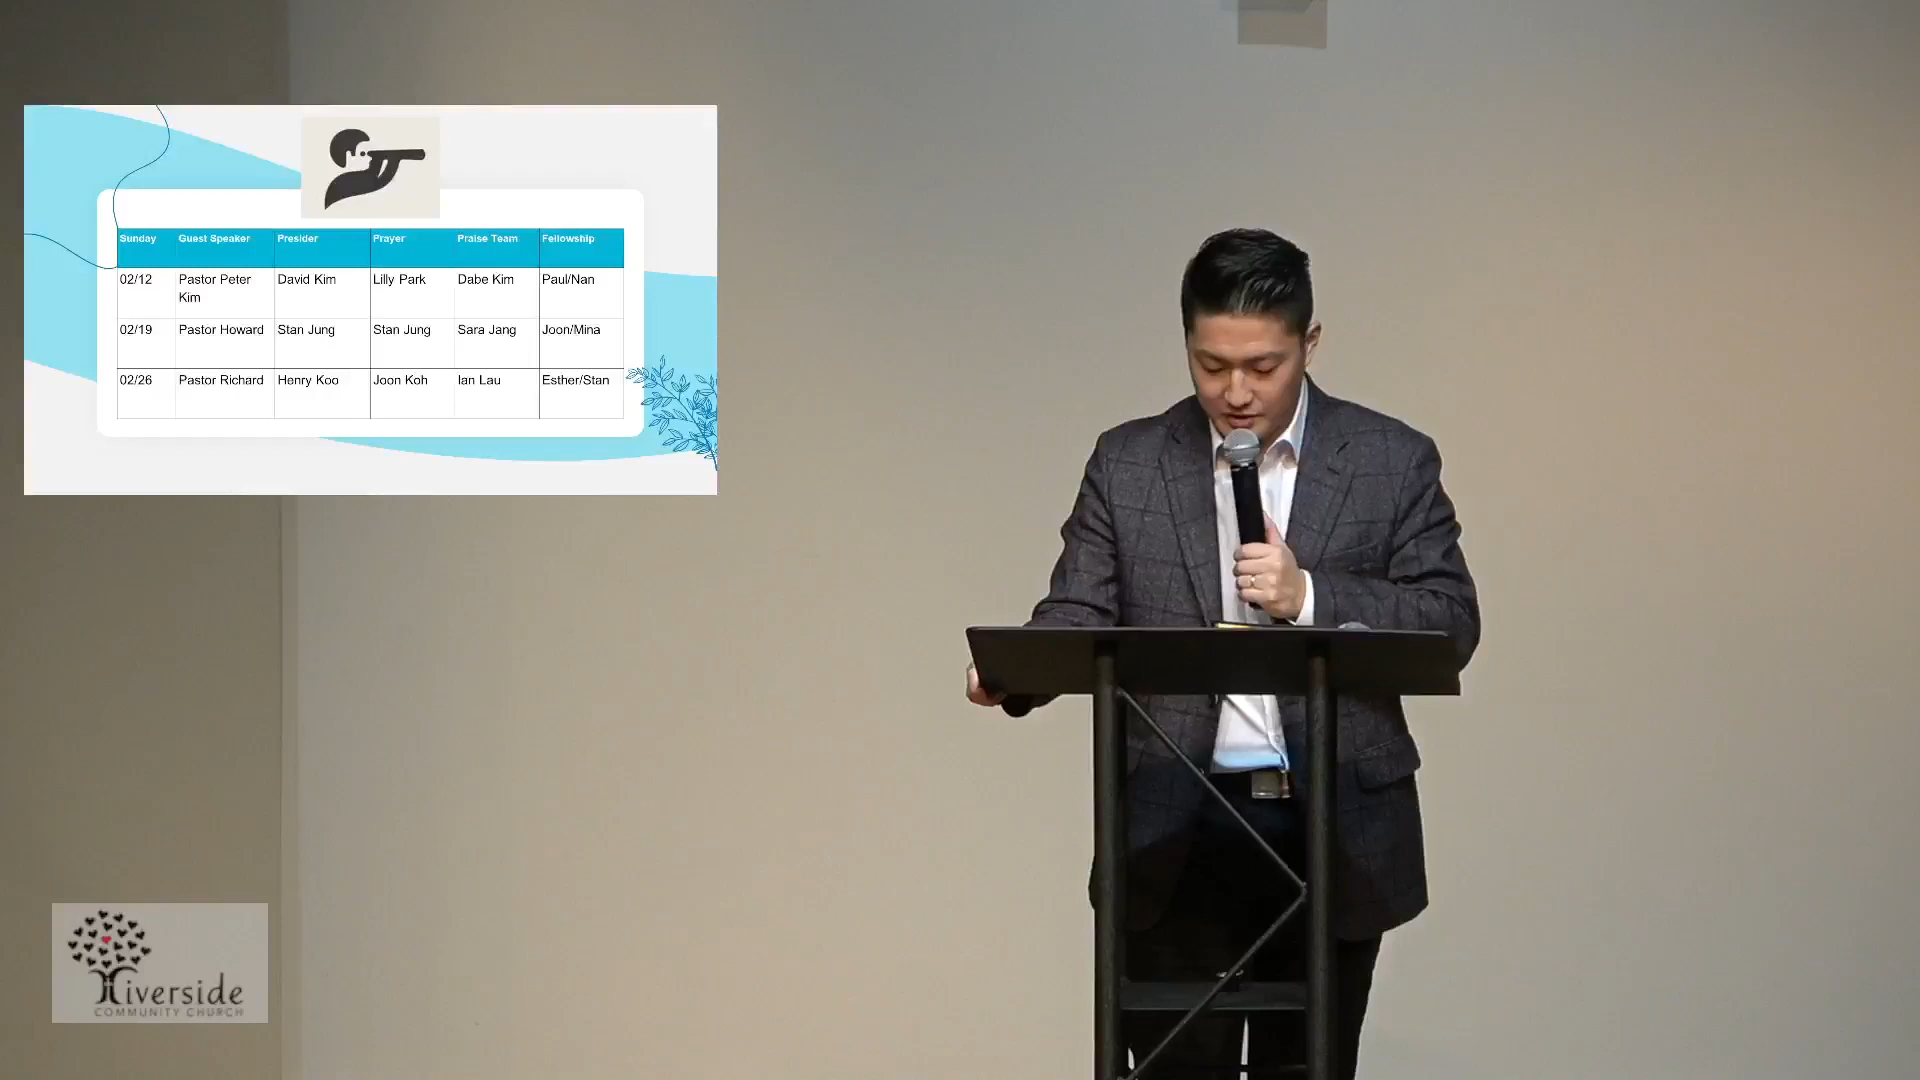 Sunday Guest Speaker Presider Prayer Praise Team Fellowship
02/12 Pastor Peter Kim David Kim Lilly Park Dabe Kim Paul/Nan
02/19 Pastor Howard Stan Jung Stan Jung Sara Jang Joon/Mina
02/26 Pastor Richard Henry Koo Joon Koh Ian Lau Esther/Stan
Riverside
COMMUNITY CHURCH